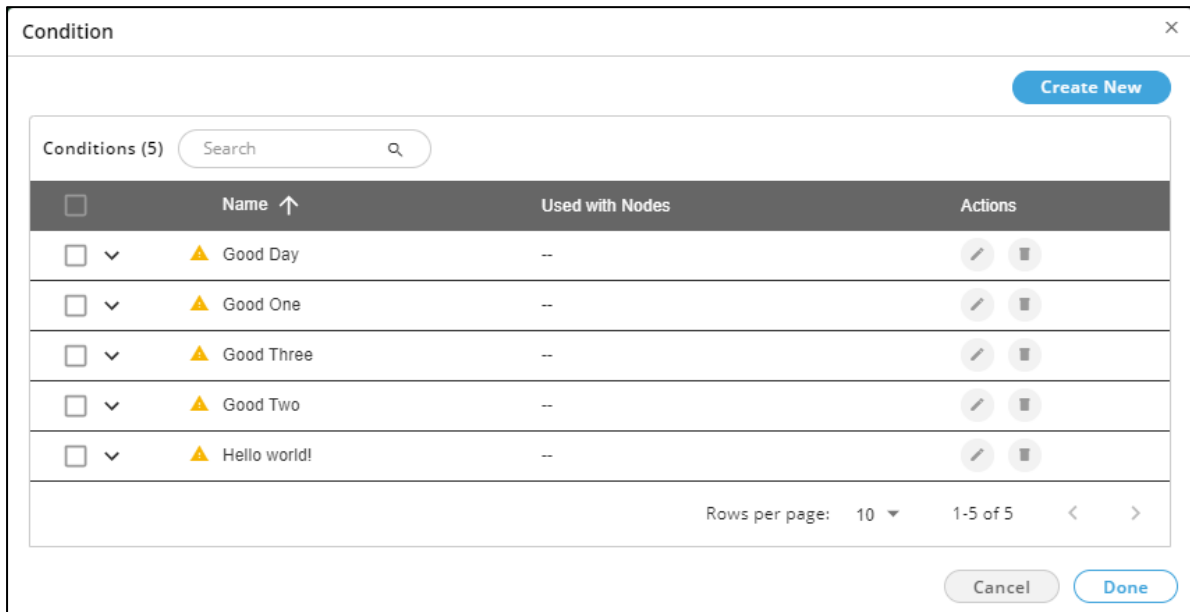 Condition
Create New
Conditions (5) Search
Name Used with Nodes Actions
Good Day --
Good One --
Good Three --
Good Two --
Hello world! --
Rows per page: 10 1-5 of 5
Cancel Done